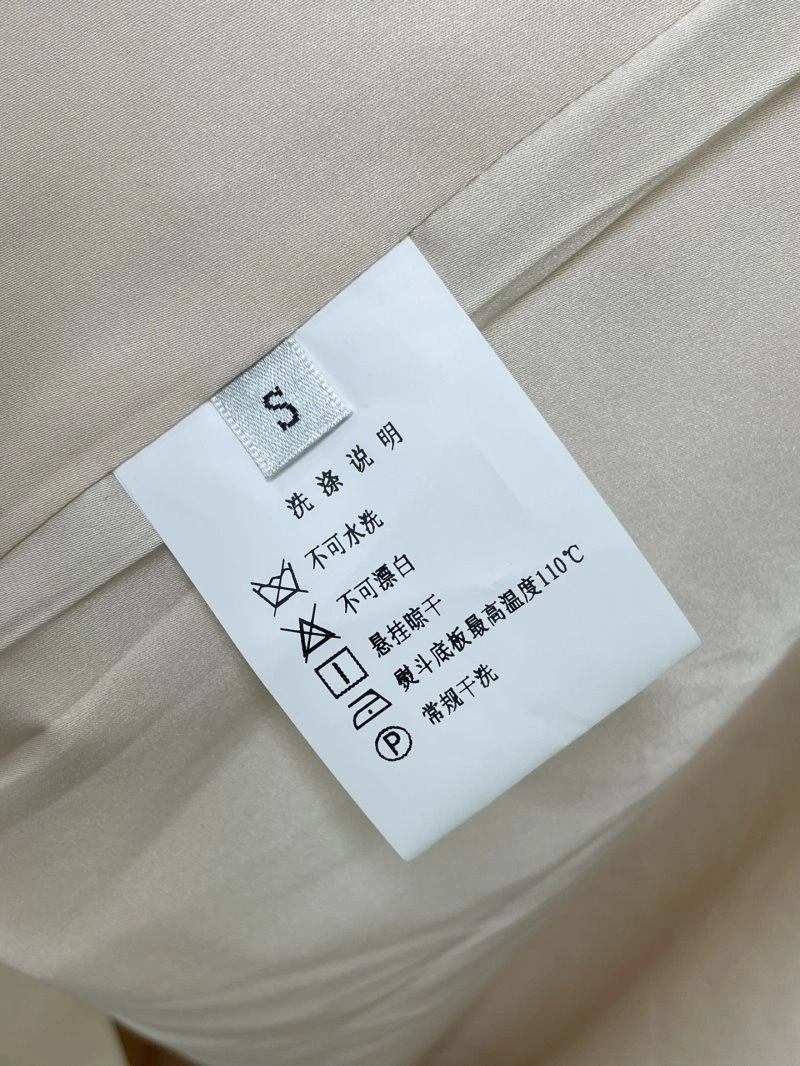 S
洗涤说明
不可水洗
不可漂白
悬挂晾干
熨斗底板最高温度110℃
P 常规干洗